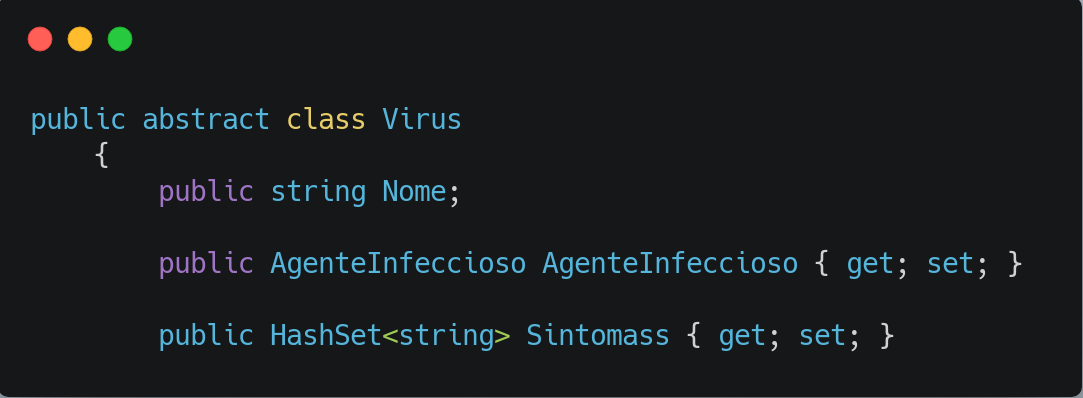 public abstract class Virus
    {
        public string Nome;
        public AgenteInfeccioso AgenteInfeccioso { get; set; }
        public HashSet<string> Sintomass { get; set; }